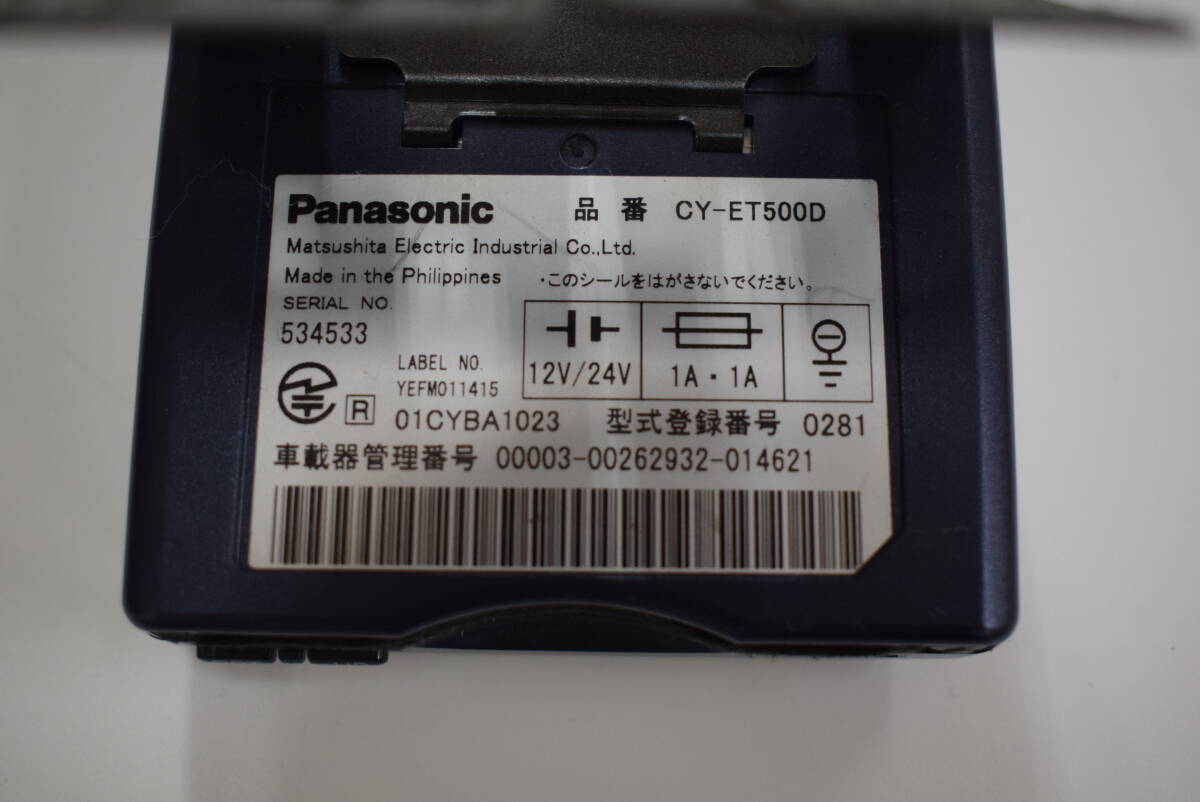 Panasonic 品番 CY-ET500D
Matsushita Electric Industrial Co.,Ltd.
Made in the Philippines ・このシールをはがさないでください。
SERIAL NO.
534533
12V/24V 1A・1A
LABEL NO.
YEFM011415
R 01CYBA1023 型式登録番号 0281
車載器管理番号 00003-00262932-014621